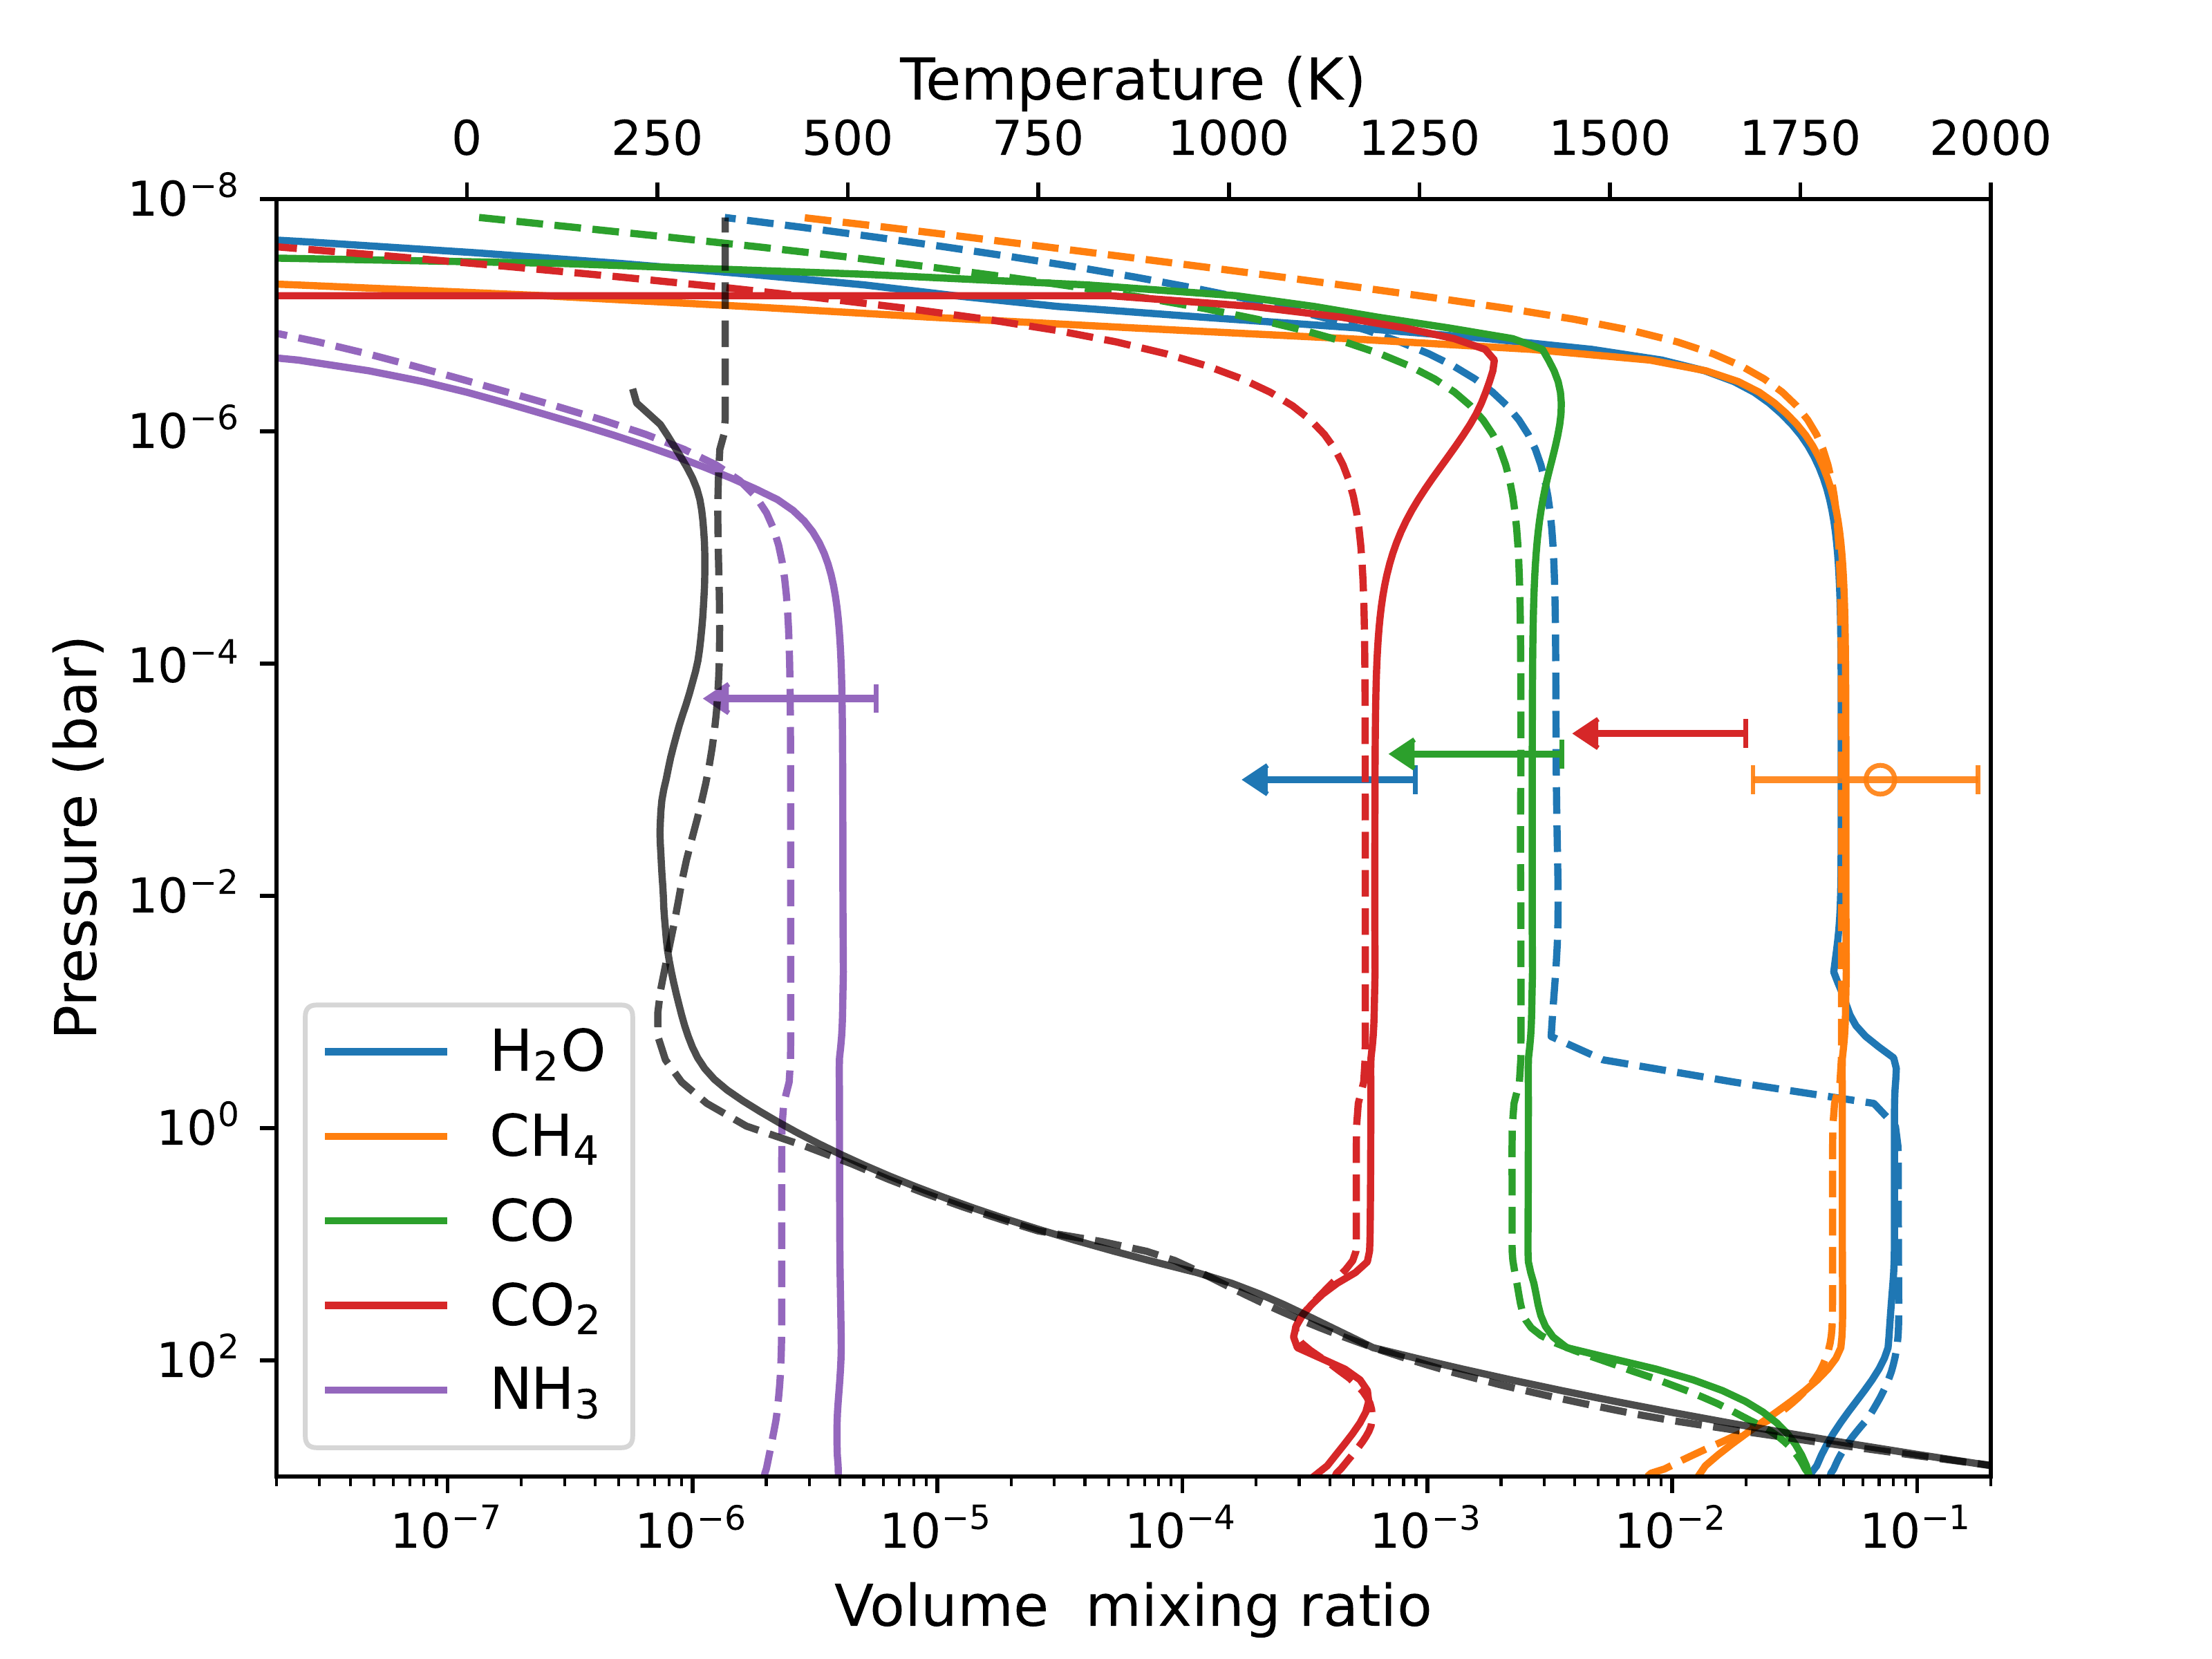 Temperature (K)
0 250 500 750 1000 1250 1500 1750 2000
10⁻⁸
10⁻⁶
10⁻⁴
10⁻²
10⁰
10²
Pressure (bar)
H₂O
CH₄
CO
CO₂
NH₃
10⁻⁷ 10⁻⁶ 10⁻⁵ 10⁻⁴ 10⁻³ 10⁻² 10⁻¹
Volume mixing ratio